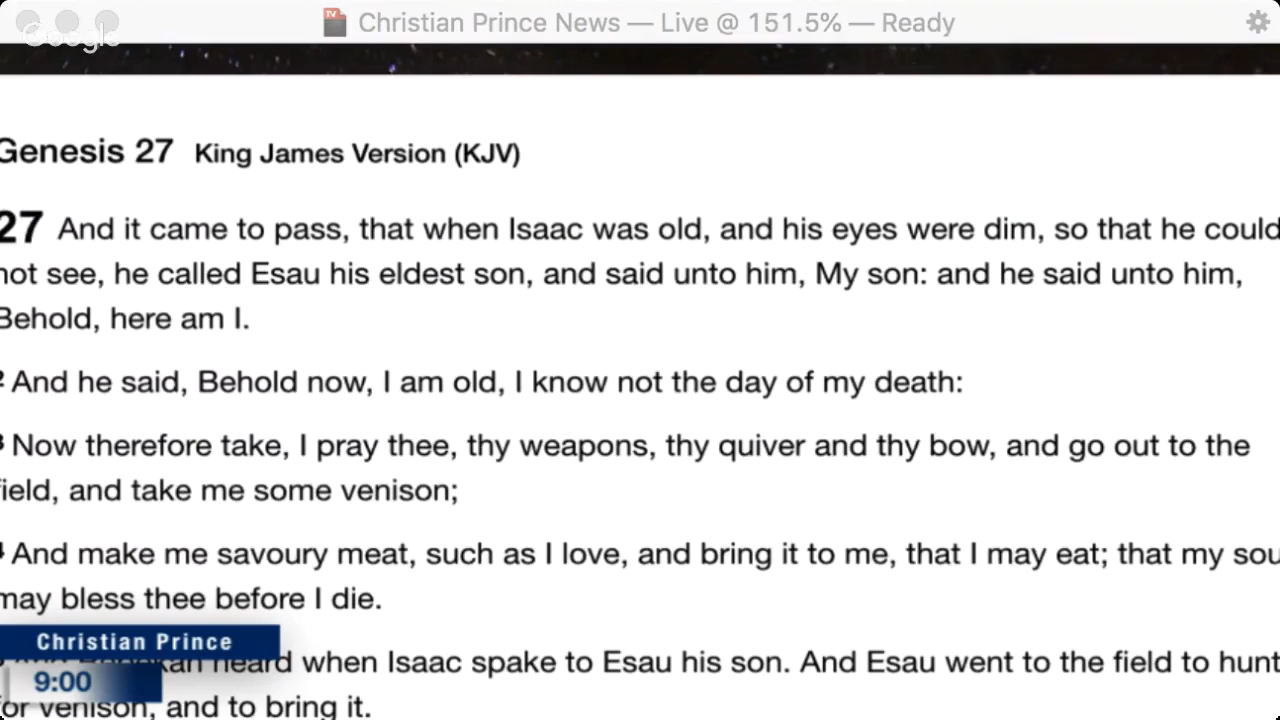 Christian Prince News — Live @ 151.5% — Ready
Google
Genesis 27 King James Version (KJV)
27 And it came to pass, that when Isaac was old, and his eyes were dim, so that he could
not see, he called Esau his eldest son, and said unto him, My son: and he said unto him,
Behold, here am I.
2 And he said, Behold now, I am old, I know not the day of my death:
3 Now therefore take, I pray thee, thy weapons, thy quiver and thy bow, and go out to the
field, and take me some venison;
4 And make me savoury meat, such as I love, and bring it to me, that I may eat; that my sou
may bless thee before I die.
Christian Prince
heard when Isaac spake to Esau his son. And Esau went to the field to hunt
9:00
for venison, and to bring it.